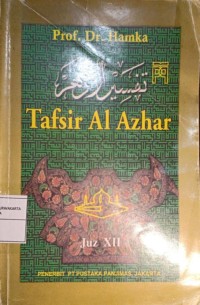 Prof. Dr. Hamka
تفسير الأزهر
Tafsir Al Azhar
Juz XII
PENERBIT PT PUSTAKA PANJIMAS, JAKARTA